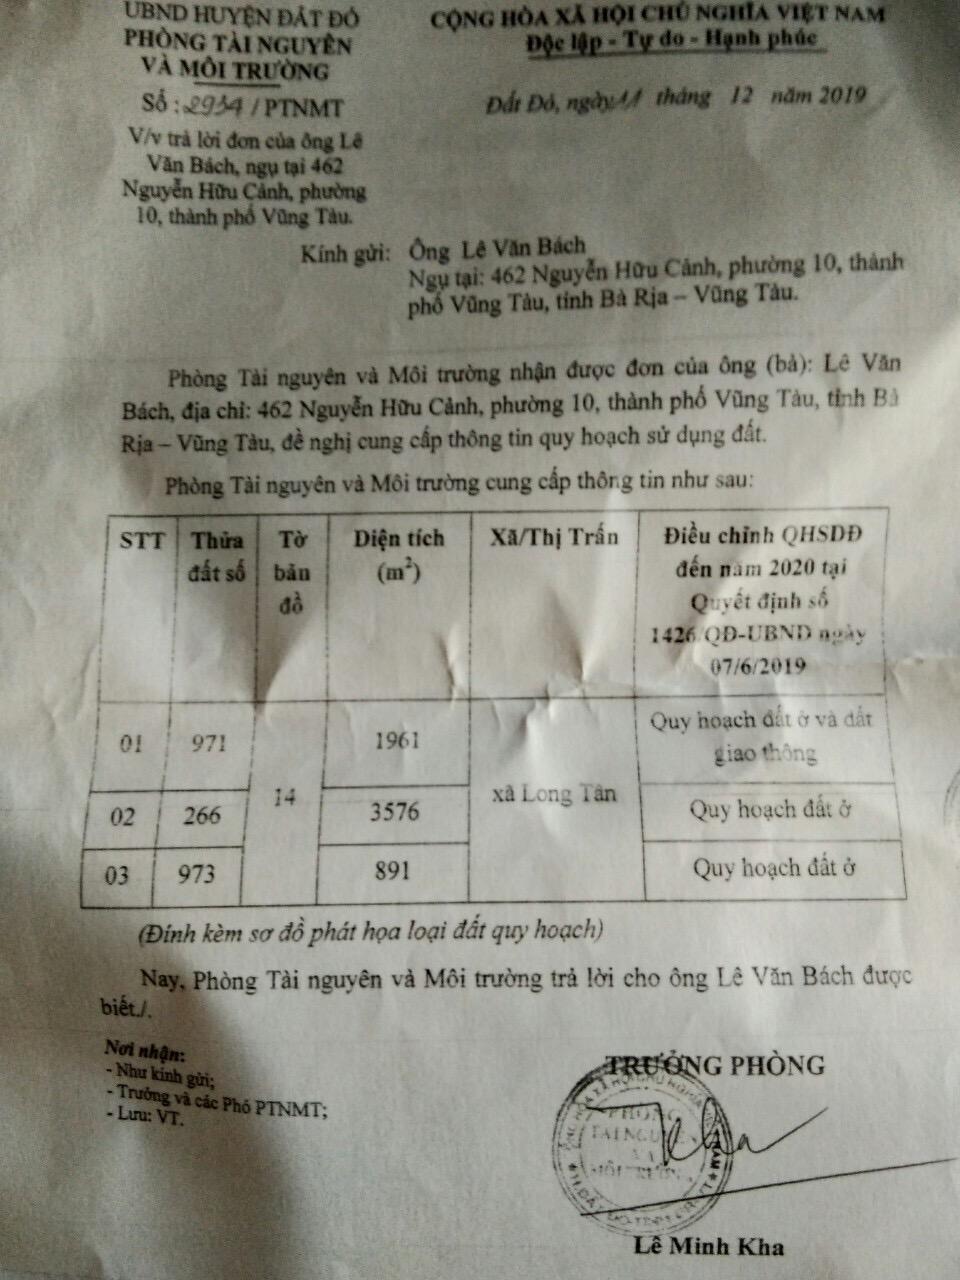 UBND HUYỆN ĐẤT ĐỎ
PHÒNG TÀI NGUYÊN
VÀ MÔI TRƯỜNG
Số : 2934 / PTNMT
V/v trả lời đơn của ông Lê
Văn Bách, ngụ tại 462
Nguyễn Hữu Cảnh, phường
10, thành phố Vũng Tàu.
CỘNG HÒA XÃ HỘI CHỦ NGHĨA VIỆT NAM
Độc lập - Tự do - Hạnh phúc
Đất Đỏ, ngày 11 tháng 12 năm 2019
Kính gửi: Ông Lê Văn Bách
Ngụ tại: 462 Nguyễn Hữu Cảnh, phường 10, thành
phố Vũng Tàu, tỉnh Bà Rịa – Vũng Tàu.
Phòng Tài nguyên và Môi trường nhận được đơn của ông (bà): Lê Văn
Bách, địa chỉ: 462 Nguyễn Hữu Cảnh, phường 10, thành phố Vũng Tàu, tỉnh Bà
Rịa – Vũng Tàu, đề nghị cung cấp thông tin quy hoạch sử dụng đất.
Phòng Tài nguyên và Môi trường cung cấp thông tin như sau:
STT
Thửa
đất số
Tờ
bản
đồ
Diện tích
(m²)
Xã/Thị Trấn
Điều chỉnh QHSDĐ
đến năm 2020 tại
Quyết định số
1426/QĐ-UBND ngày
07/6/2019
01 971 14 1961 xã Long Tân Quy hoạch đất ở và đất
giao thông
02 266 3576 Quy hoạch đất ở
03 973 891 Quy hoạch đất ở
(Đính kèm sơ đồ phát họa loại đất quy hoạch)
Nay, Phòng Tài nguyên và Môi trường trả lời cho ông Lê Văn Bách được
biết./.
Nơi nhận:
- Như kính gửi;
- Trưởng và các Phó PTNMT;
- Lưu: VT.
TRƯỞNG PHÒNG
PHÒNG
TÀI NGUYÊN
VÀ
MÔI TRƯỜNG
Lê Minh Kha